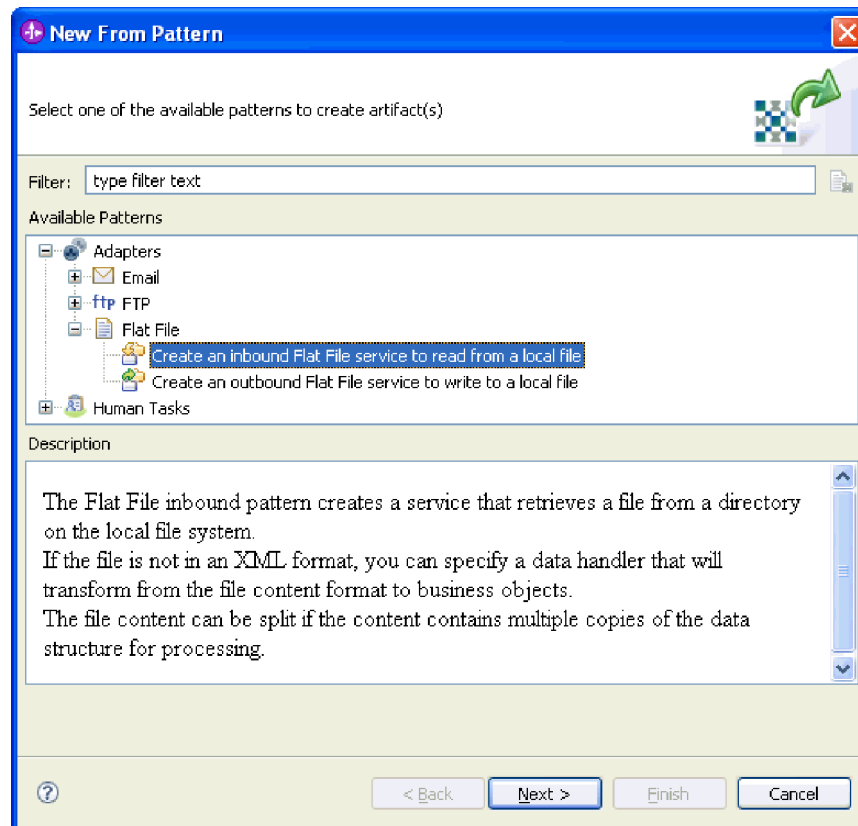 New From Pattern
Select one of the available patterns to create artifact(s)
Filter: type filter text
Available Patterns
Adapters
Email
ftp FTP
Flat File
Create an inbound Flat File service to read from a local file
Create an outbound Flat File service to write to a local file
Human Tasks
Description
The Flat File inbound pattern creates a service that retrieves a file from a directory
on the local file system.
If the file is not in an XML format, you can specify a data handler that will
transform from the file content format to business objects.
The file content can be split if the content contains multiple copies of the data
structure for processing.
? < Back Next > Finish Cancel